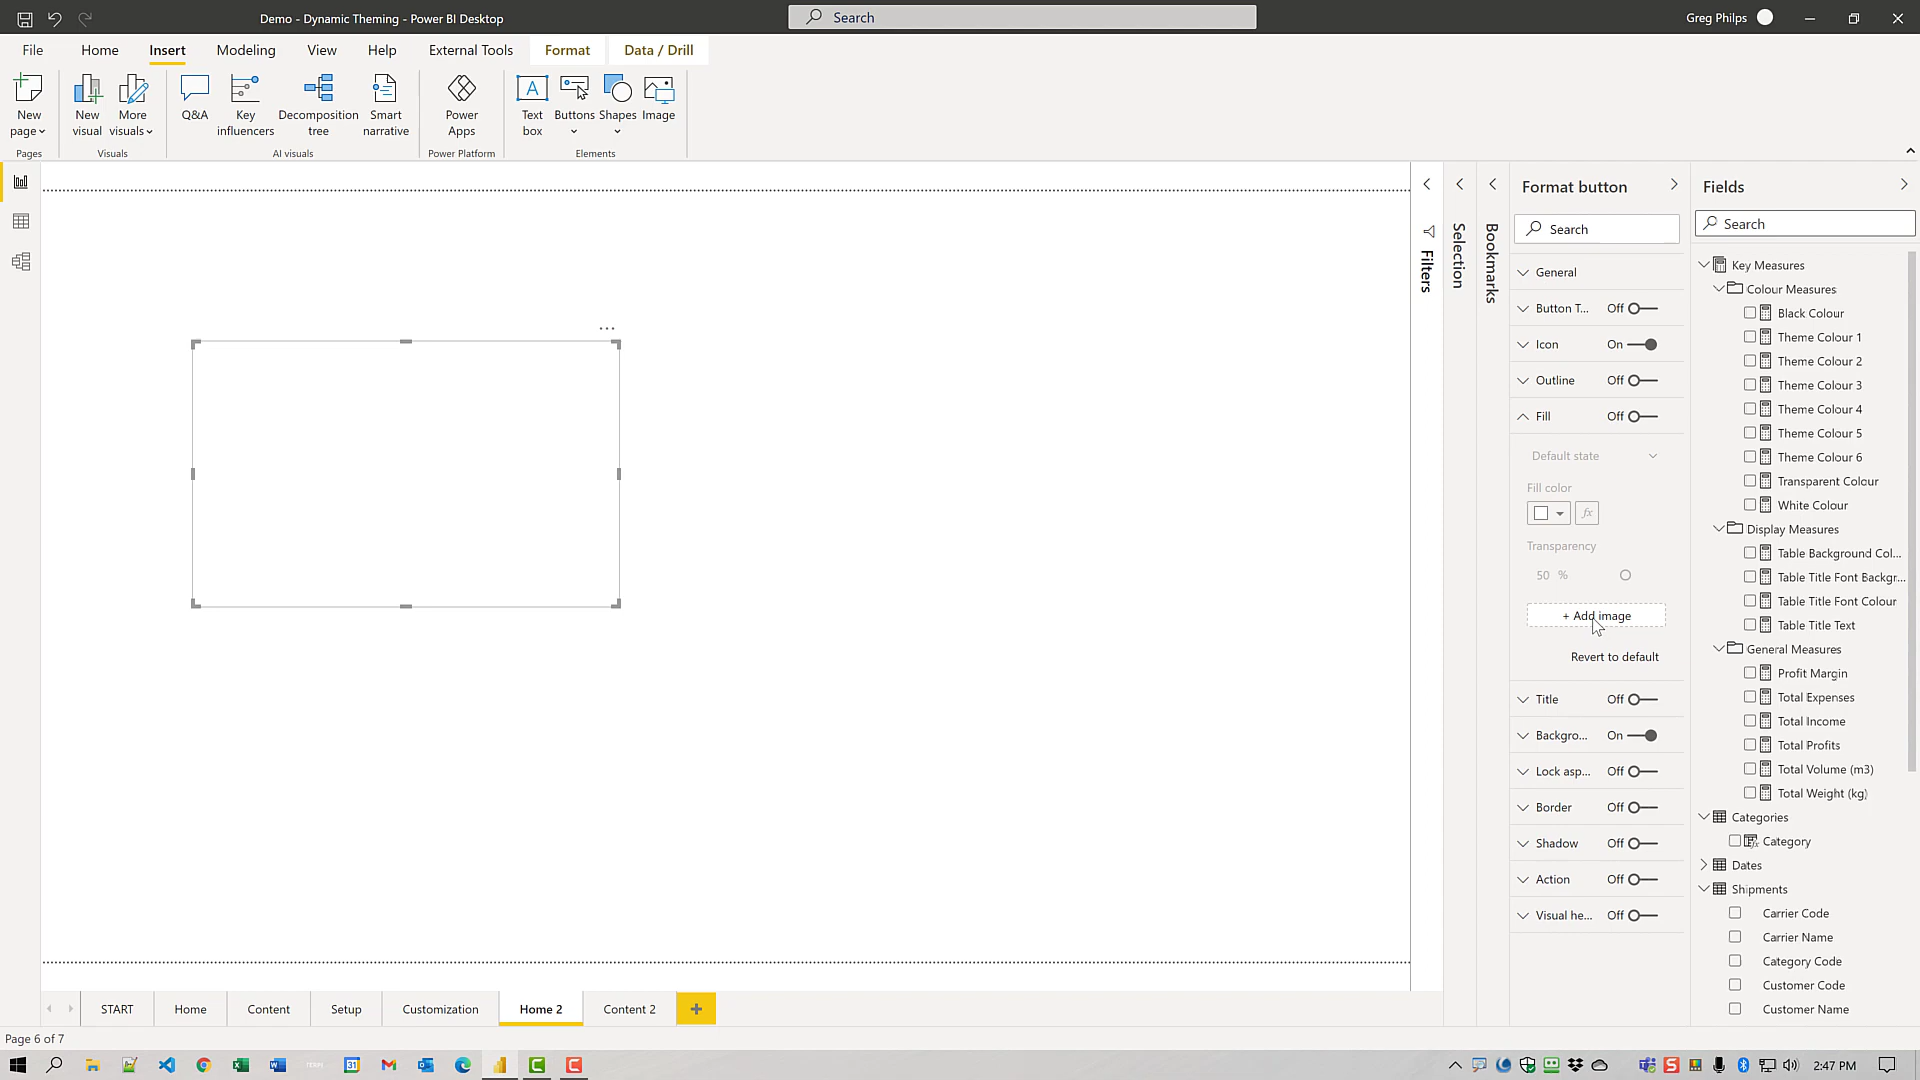 Demo - Dynamic Theming - Power BI Desktop
Search
Greg Philps
File Home Insert Modeling View Help External Tools Format Data / Drill
New page
New visual
More visuals
Q&A
Key influencers
Decomposition tree
Smart narrative
Power Apps
Text box
Buttons
Shapes
Image
Pages Visuals AI visuals Power Platform Elements
Filters
Selection
Bookmarks
Format button
Search
General
Button T... Off
Icon On
Outline Off
Fill Off
Default state
Fill color
fx
Transparency
50 %
+ Add image
Revert to default
Title Off
Backgro... On
Lock asp... Off
Border Off
Shadow Off
Action Off
Visual he... Off
Fields
Search
Key Measures
Colour Measures
Black Colour
Theme Colour 1
Theme Colour 2
Theme Colour 3
Theme Colour 4
Theme Colour 5
Theme Colour 6
Transparent Colour
White Colour
Display Measures
Table Background Col...
Table Title Font Backgr...
Table Title Font Colour
Table Title Text
General Measures
Profit Margin
Total Expenses
Total Income
Total Profits
Total Volume (m3)
Total Weight (kg)
Categories
Category
Dates
Shipments
Carrier Code
Carrier Name
Category Code
Customer Code
Customer Name
START Home Content Setup Customization Home 2 Content 2 +
Page 6 of 7
2:47 PM